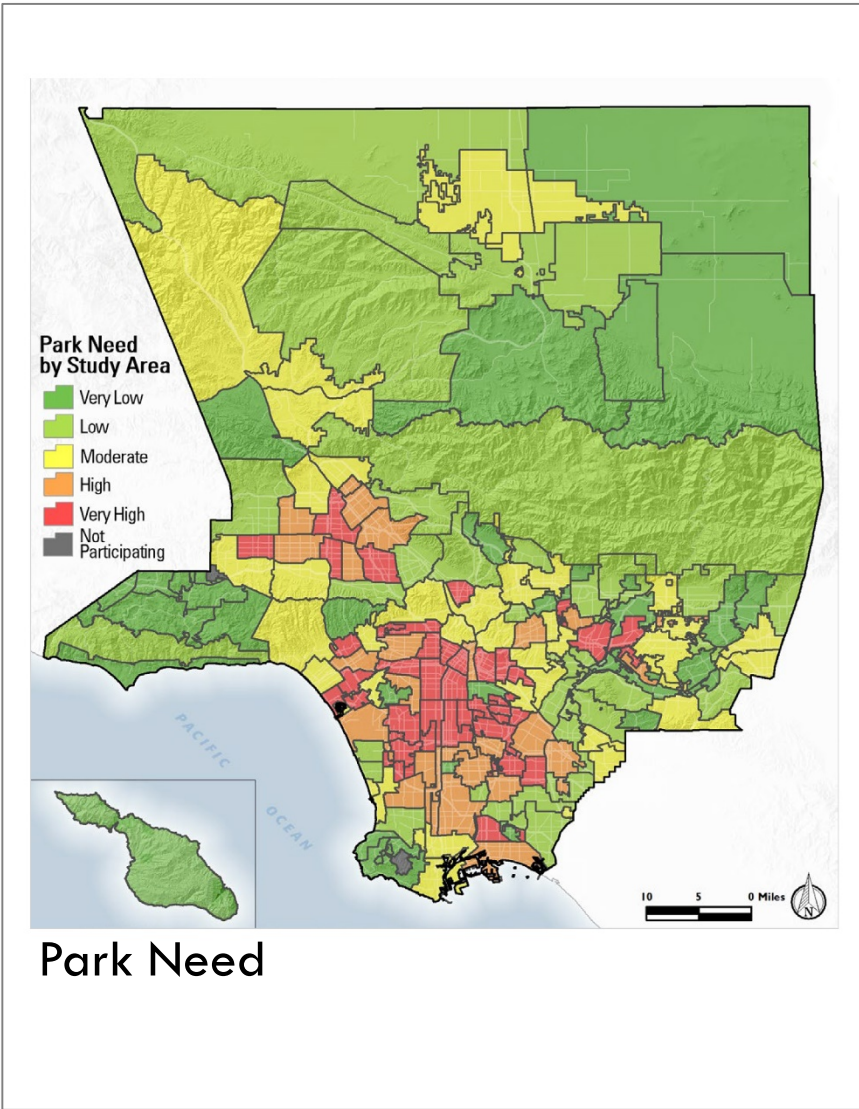 Park Need
by Study Area
Very Low
Low
Moderate
High
Very High
Not
Participating
PACIFIC
OCEAN
10 5 0 Miles
N
Park Need